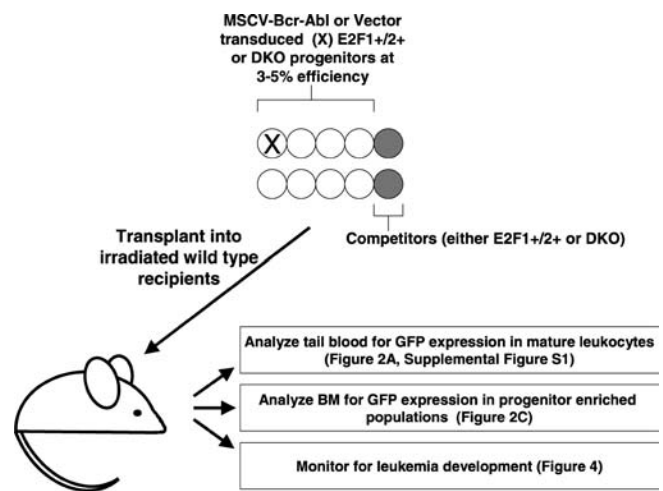 MSCV-Bcr-Abl or Vector
transduced (X) E2F1+/2+
or DKO progenitors at
3-5% efficiency
X
Competitors (either E2F1+/2+ or DKO)
Transplant into
irradiated wild type
recipients
Analyze tail blood for GFP expression in mature leukocytes
(Figure 2A, Supplemental Figure S1)
Analyze BM for GFP expression in progenitor enriched
populations (Figure 2C)
Monitor for leukemia development (Figure 4)